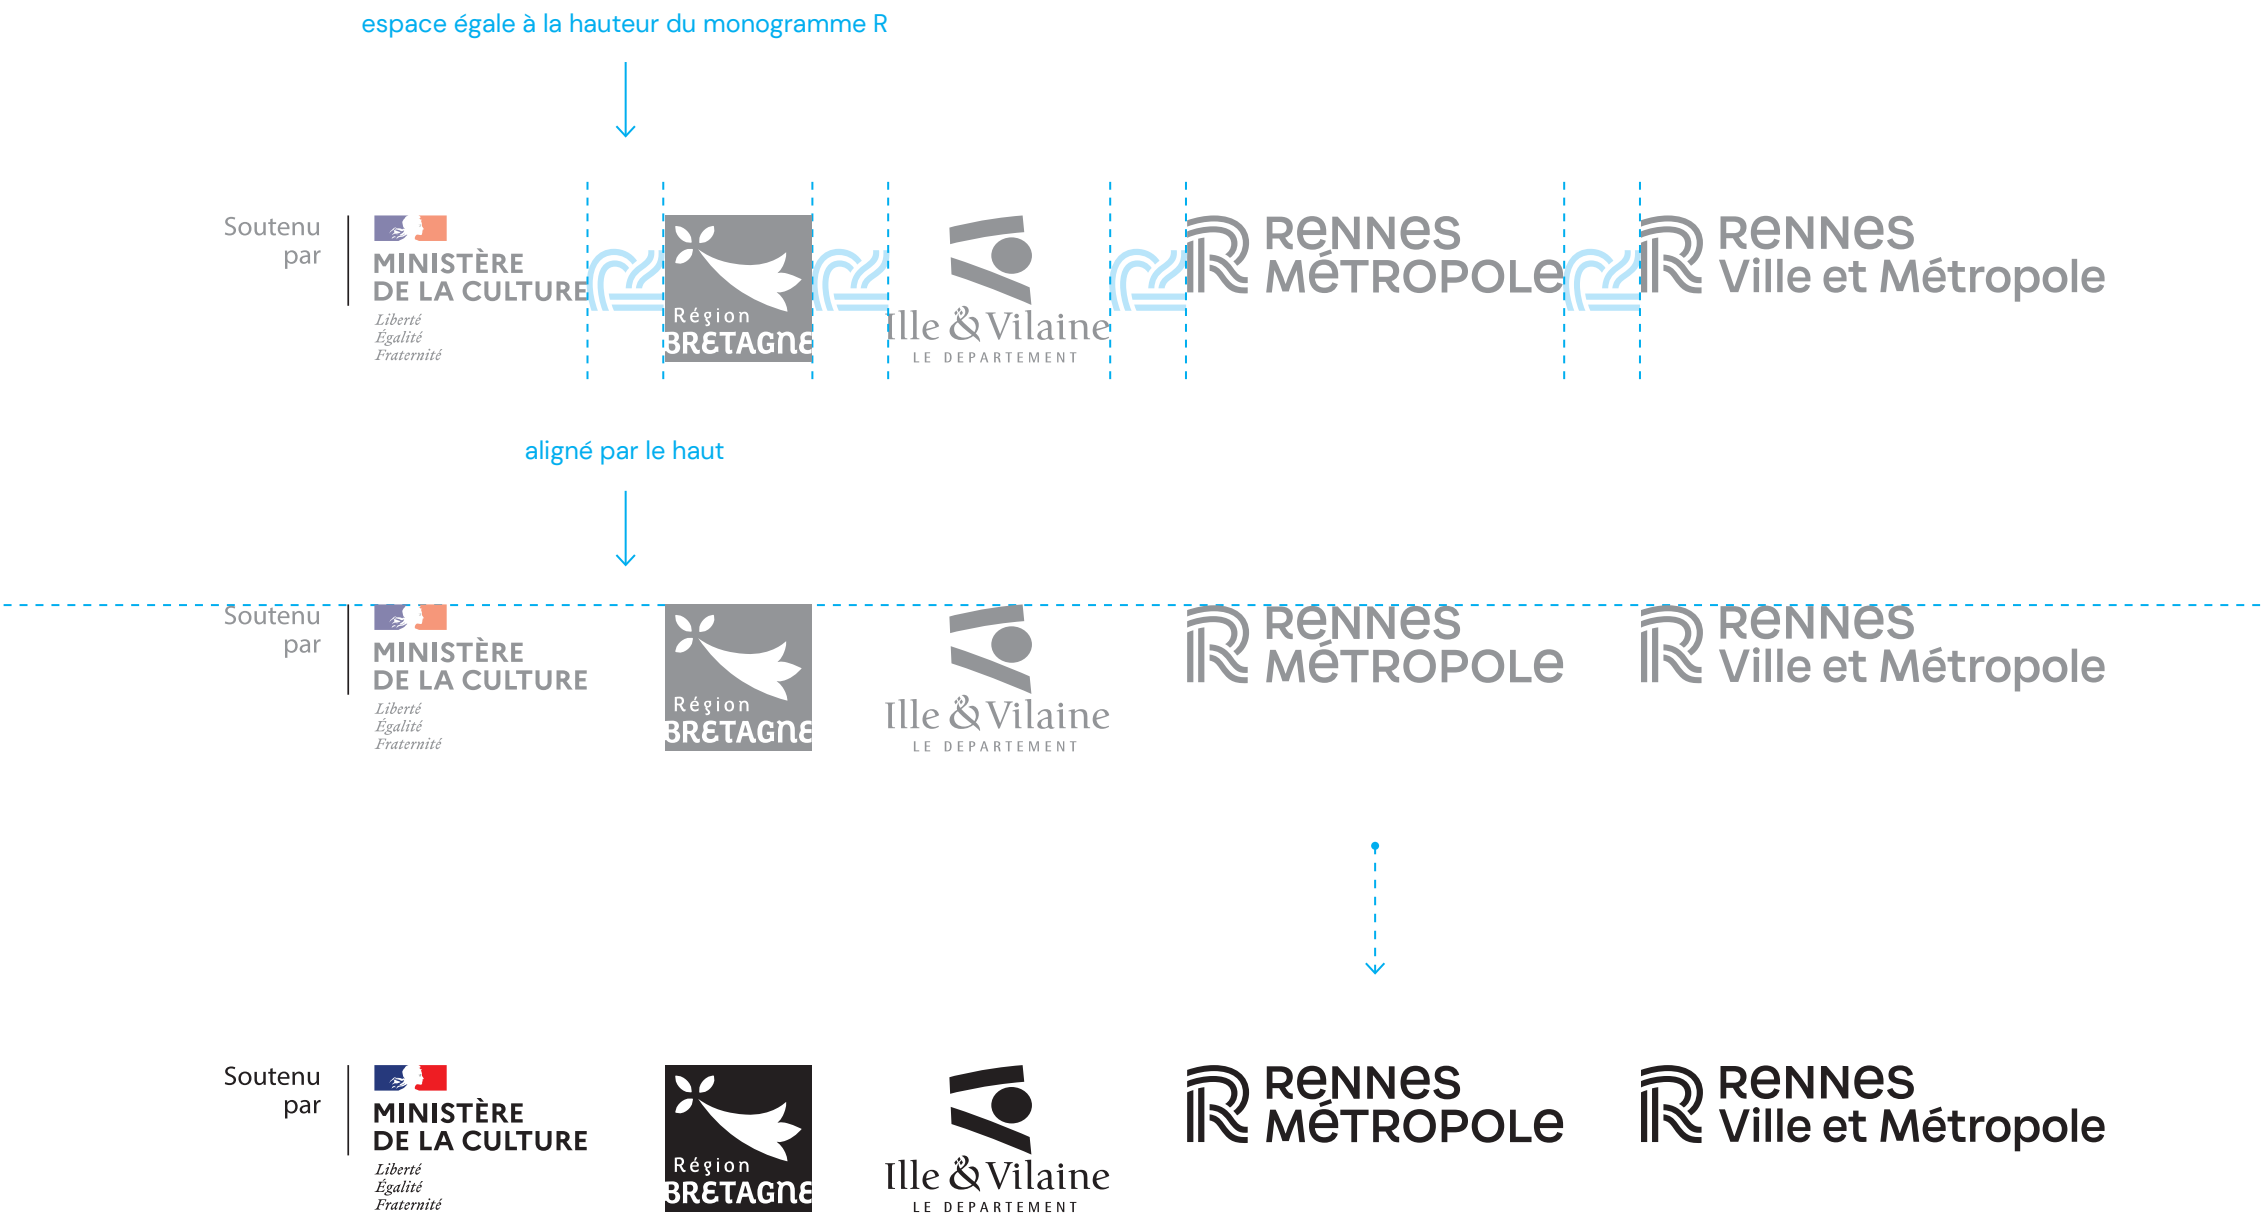 espace égale à la hauteur du monogramme R
Soutenu
par
MINISTÈRE
DE LA CULTURE
Liberté
Égalité
Fraternité
Région
BRETAGNE
Ille & Vilaine
LE DEPARTEMENT
RENNES
MÉTROPOLE
RENNES
Ville et Métropole
aligné par le haut
Soutenu
par
MINISTÈRE
DE LA CULTURE
Liberté
Égalité
Fraternité
Région
BRETAGNE
Ille & Vilaine
LE DEPARTEMENT
RENNES
MÉTROPOLE
RENNES
Ville et Métropole
Soutenu
par
MINISTÈRE
DE LA CULTURE
Liberté
Égalité
Fraternité
Région
BRETAGNE
Ille & Vilaine
LE DEPARTEMENT
RENNES
MÉTROPOLE
RENNES
Ville et Métropole